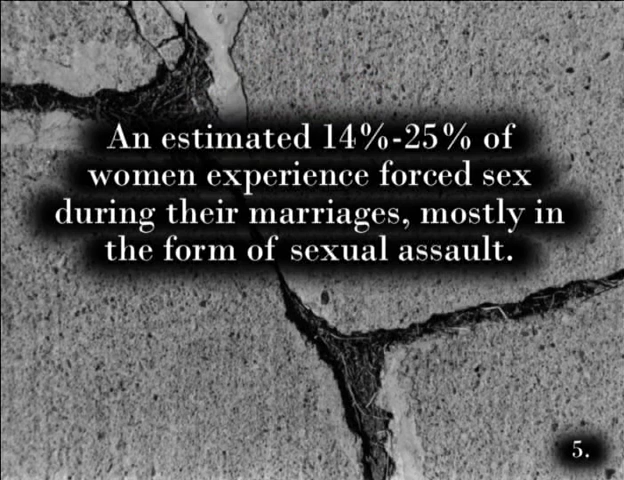 An estimated 14%-25% of
women experience forced sex
during their marriages, mostly in
the form of sexual assault.
5.